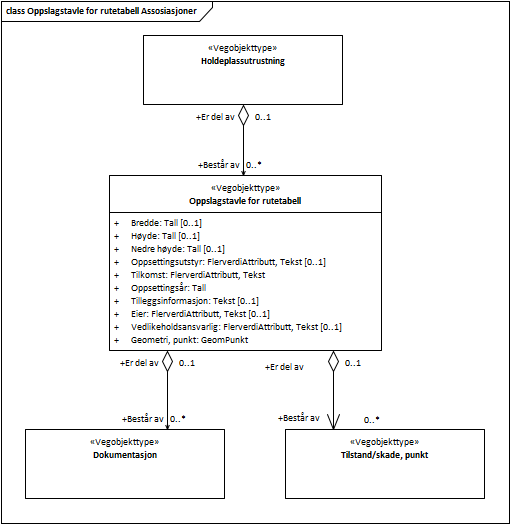 class Oppslagstavle for rutetabell Assosiasjoner
«Vegobjekttype»
Holdeplassutrustning
+Er del av 0..1
+Består av 0..*
«Vegobjekttype»
Oppslagstavle for rutetabell
+ Bredde: Tall [0..1]
+ Høyde: Tall [0..1]
+ Nedre høyde: Tall [0..1]
+ Oppsettingsutstyr: FlerverdiAttributt, Tekst [0..1]
+ Tilkomst: FlerverdiAttributt, Tekst
+ Oppsettingsår: Tall
+ Tilleggsinformasjon: Tekst [0..1]
+ Eier: FlerverdiAttributt, Tekst [0..1]
+ Vedlikeholdsansvarlig: FlerverdiAttributt, Tekst [0..1]
+ Geometri, punkt: GeomPunkt
+Er del av 0..1 +Er del av 0..1
+Består av 0..* +Består av 0..*
«Vegobjekttype»
Dokumentasjon
«Vegobjekttype»
Tilstand/skade, punkt